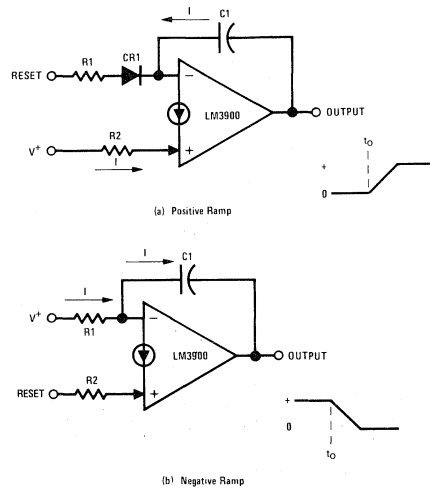 I
C1
R1
CR1
RESET
−
LM3900
OUTPUT
R2
V+
+
I
to
+
0
(a) Positive Ramp
I
C1
I
V+
R1
−
LM3900
OUTPUT
R2
RESET
+
+
0
to
(b) Negative Ramp